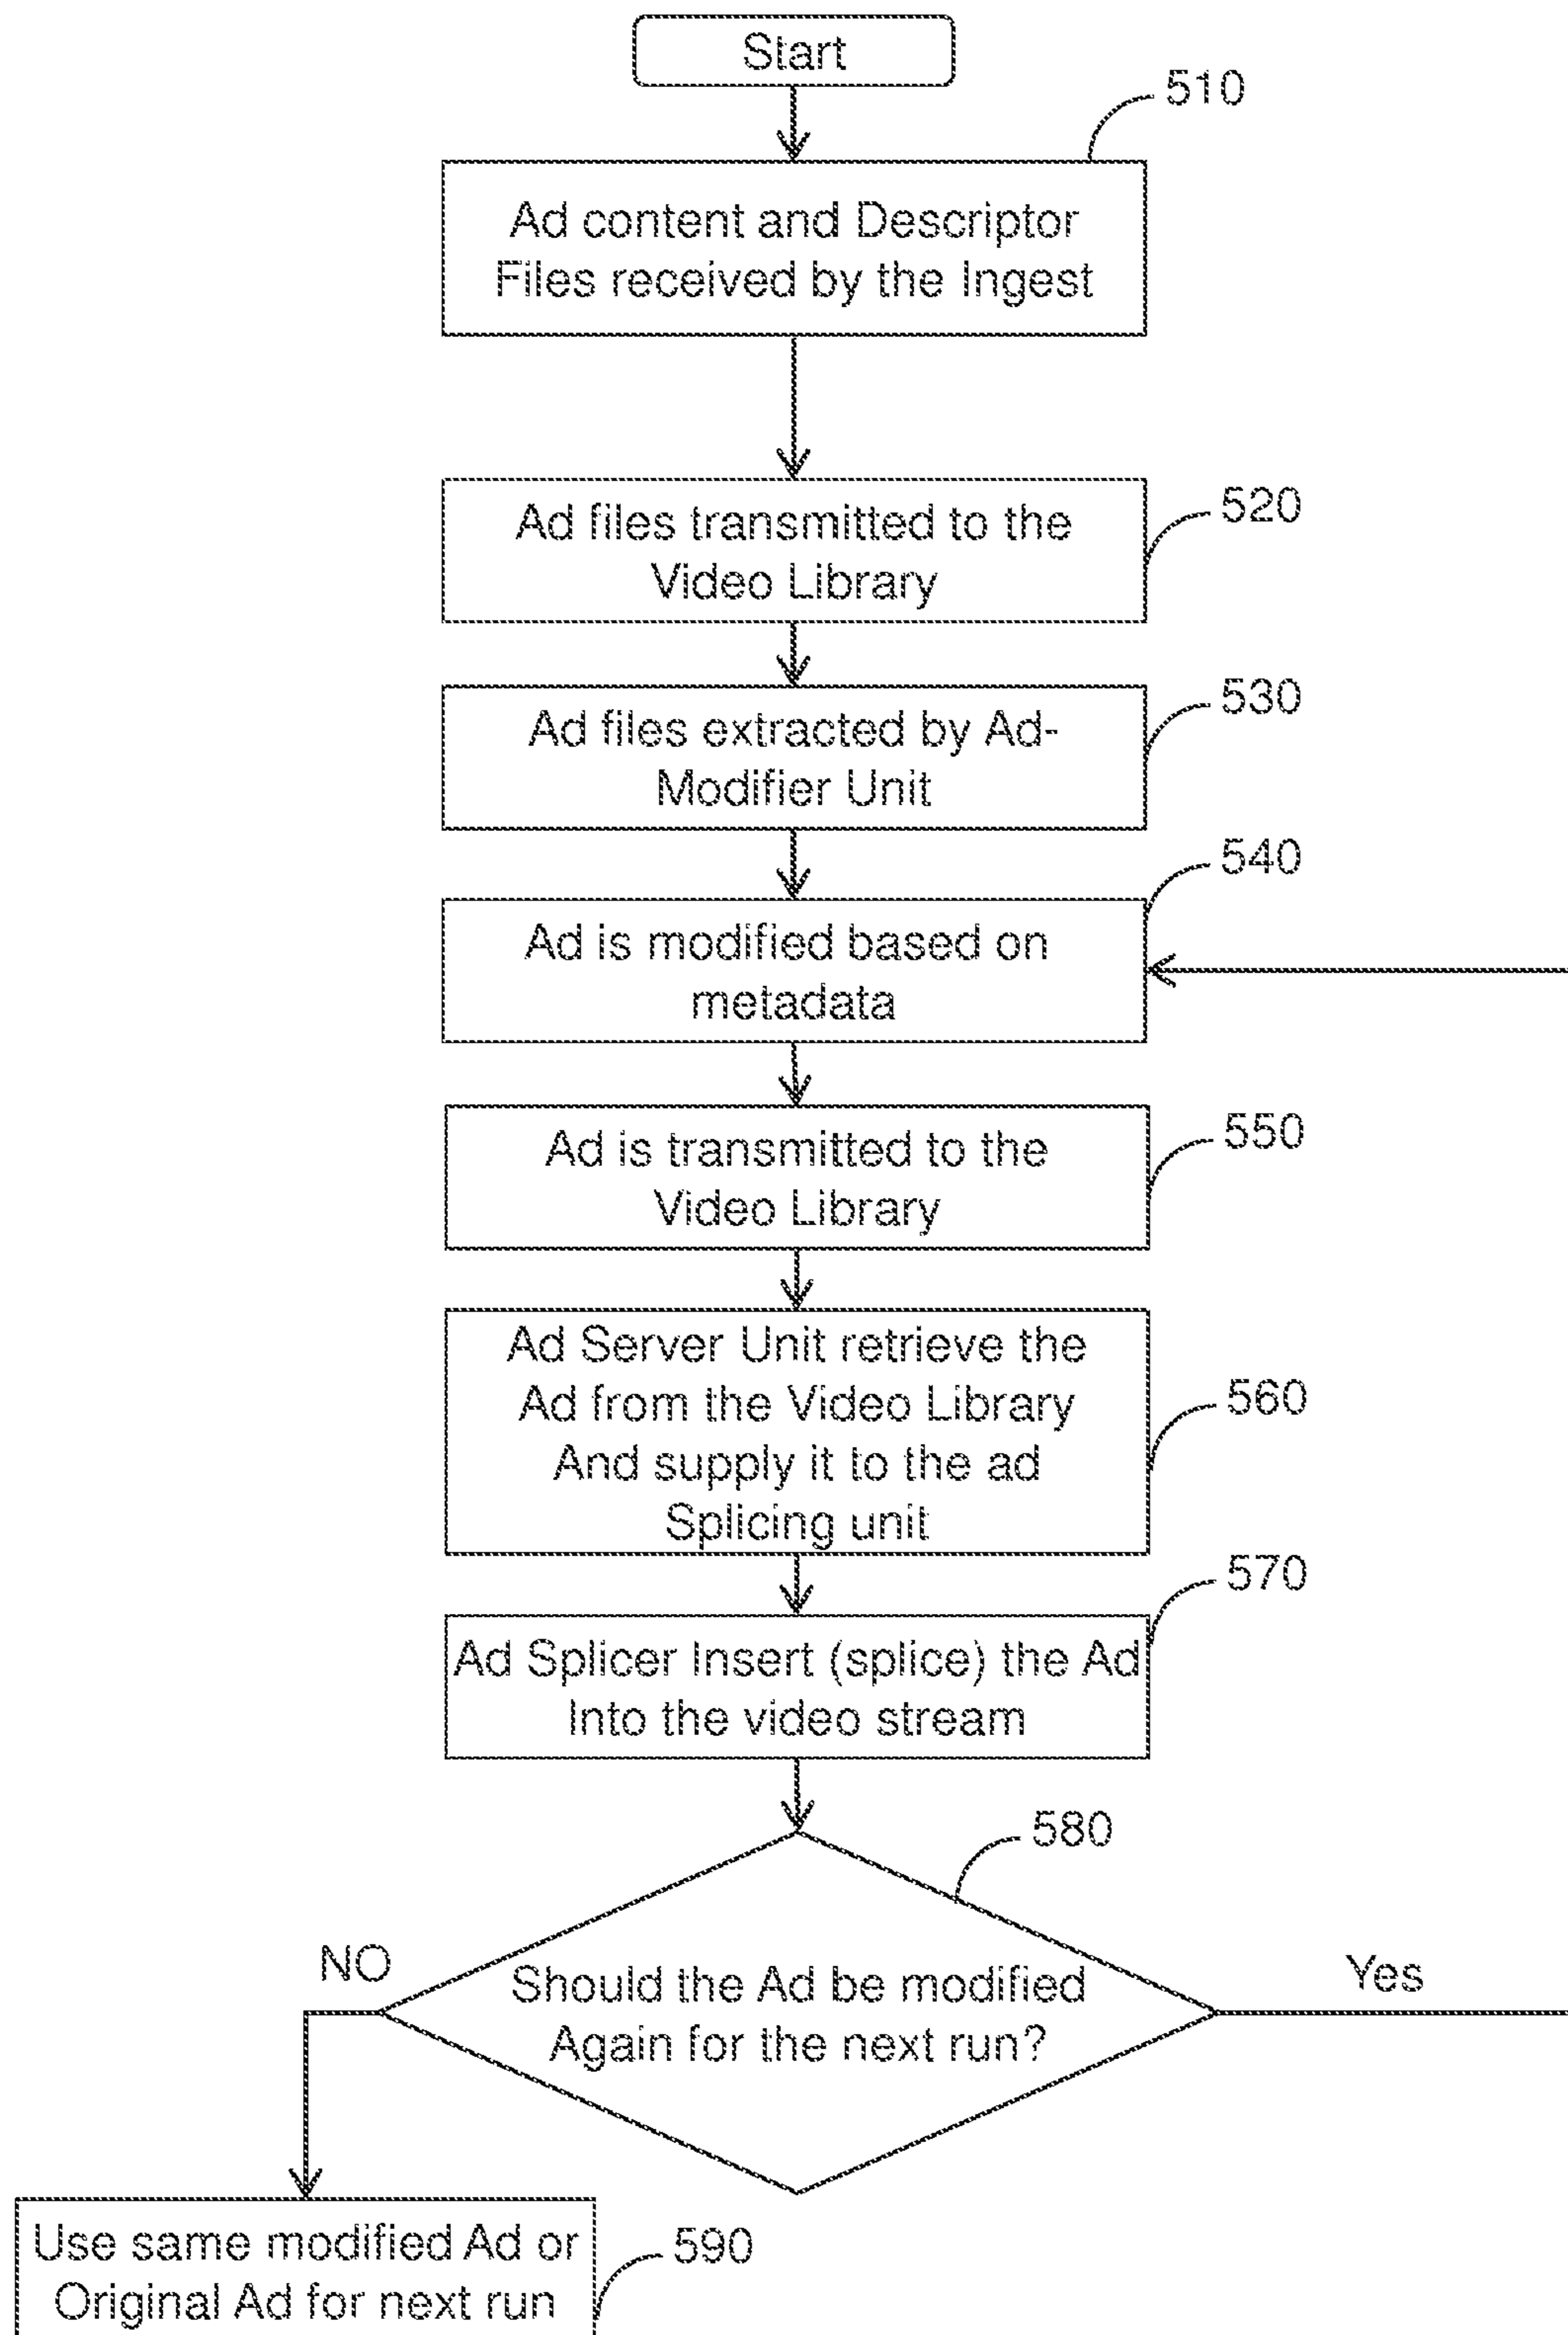 Start
510
Ad content and Descriptor
Files received by the Ingest
520
Ad files transmitted to the
Video Library
530
Ad files extracted by Ad-
Modifier Unit
540
Ad is modified based on
metadata
550
Ad is transmitted to the
Video Library
Ad Server Unit retrieve the
Ad from the Video Library
560
And supply it to the ad
Splicing unit
570
Ad Splicer Insert (splice) the Ad
Into the video stream
580
NO
Yes
Should the Ad be modified
Again for the next run?
Use same modified Ad or
590
Original Ad for next run